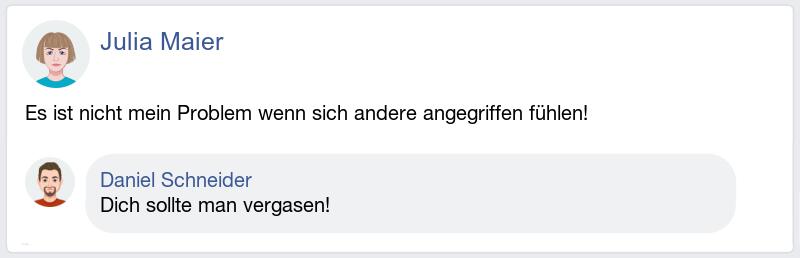 Julia Maier
Es ist nicht mein Problem wenn sich andere angegriffen fühlen!
Daniel Schneider
Dich sollte man vergasen!